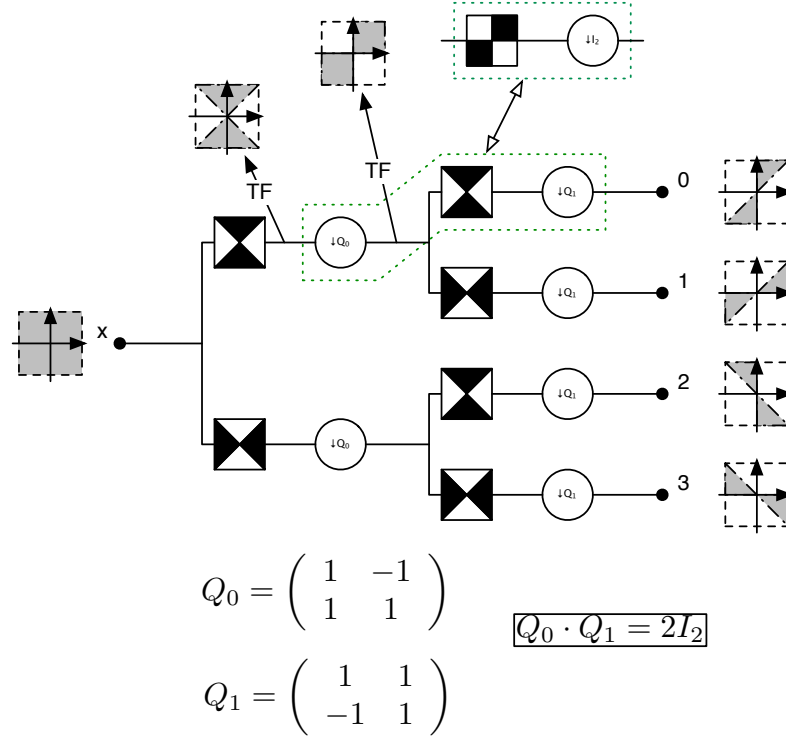 ↓I₂
TF
TF
↓Q₀
↓Q₁
0
↓Q₁
1
x
↓Q₁
2
↓Q₀
↓Q₁
3
Q₀ = ( 1 −1
1 1 )
Q₀ · Q₁ = 2I₂
Q₁ = ( 1 1
−1 1 )